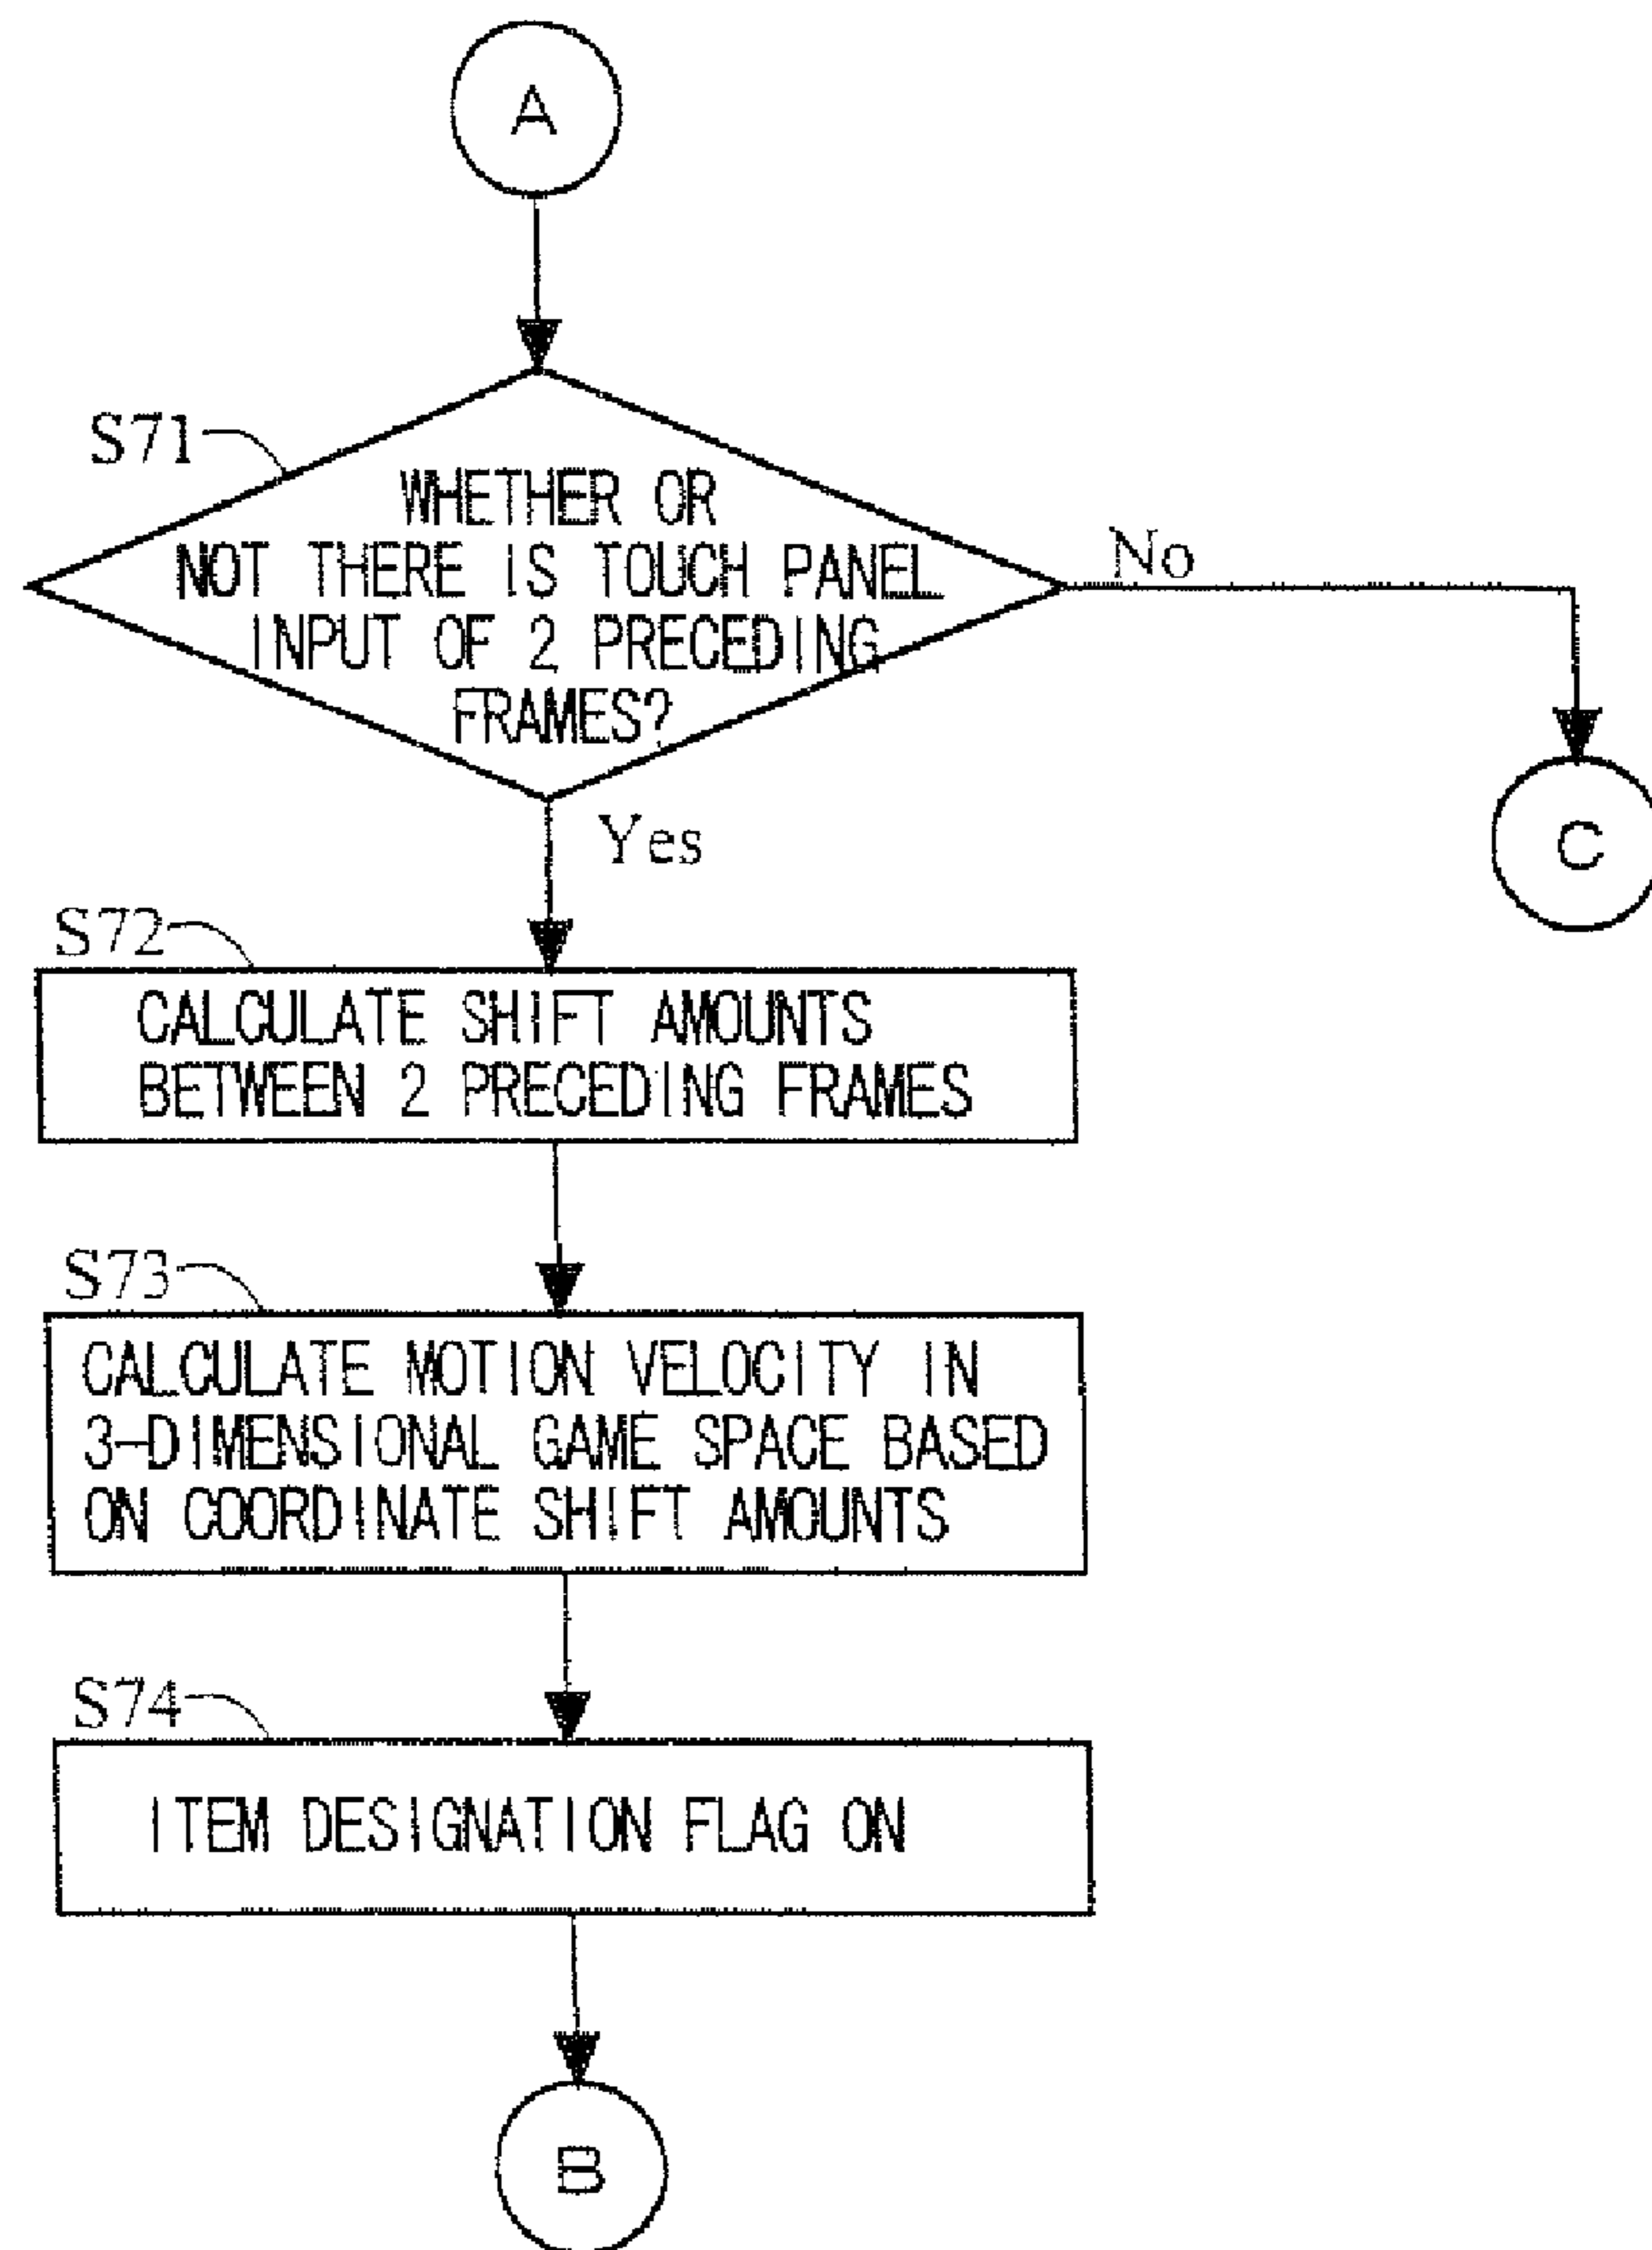 A
S71
WHETHER OR
NOT THERE IS TOUCH PANEL
INPUT OF 2 PRECEDING
FRAMES?
No
C
Yes
S72
CALCULATE SHIFT AMOUNTS
BETWEEN 2 PRECEDING FRAMES
S73
CALCULATE MOTION VELOCITY IN
3-DIMENSIONAL GAME SPACE BASED
ON COORDINATE SHIFT AMOUNTS
S74
ITEM DESIGNATION FLAG ON
B